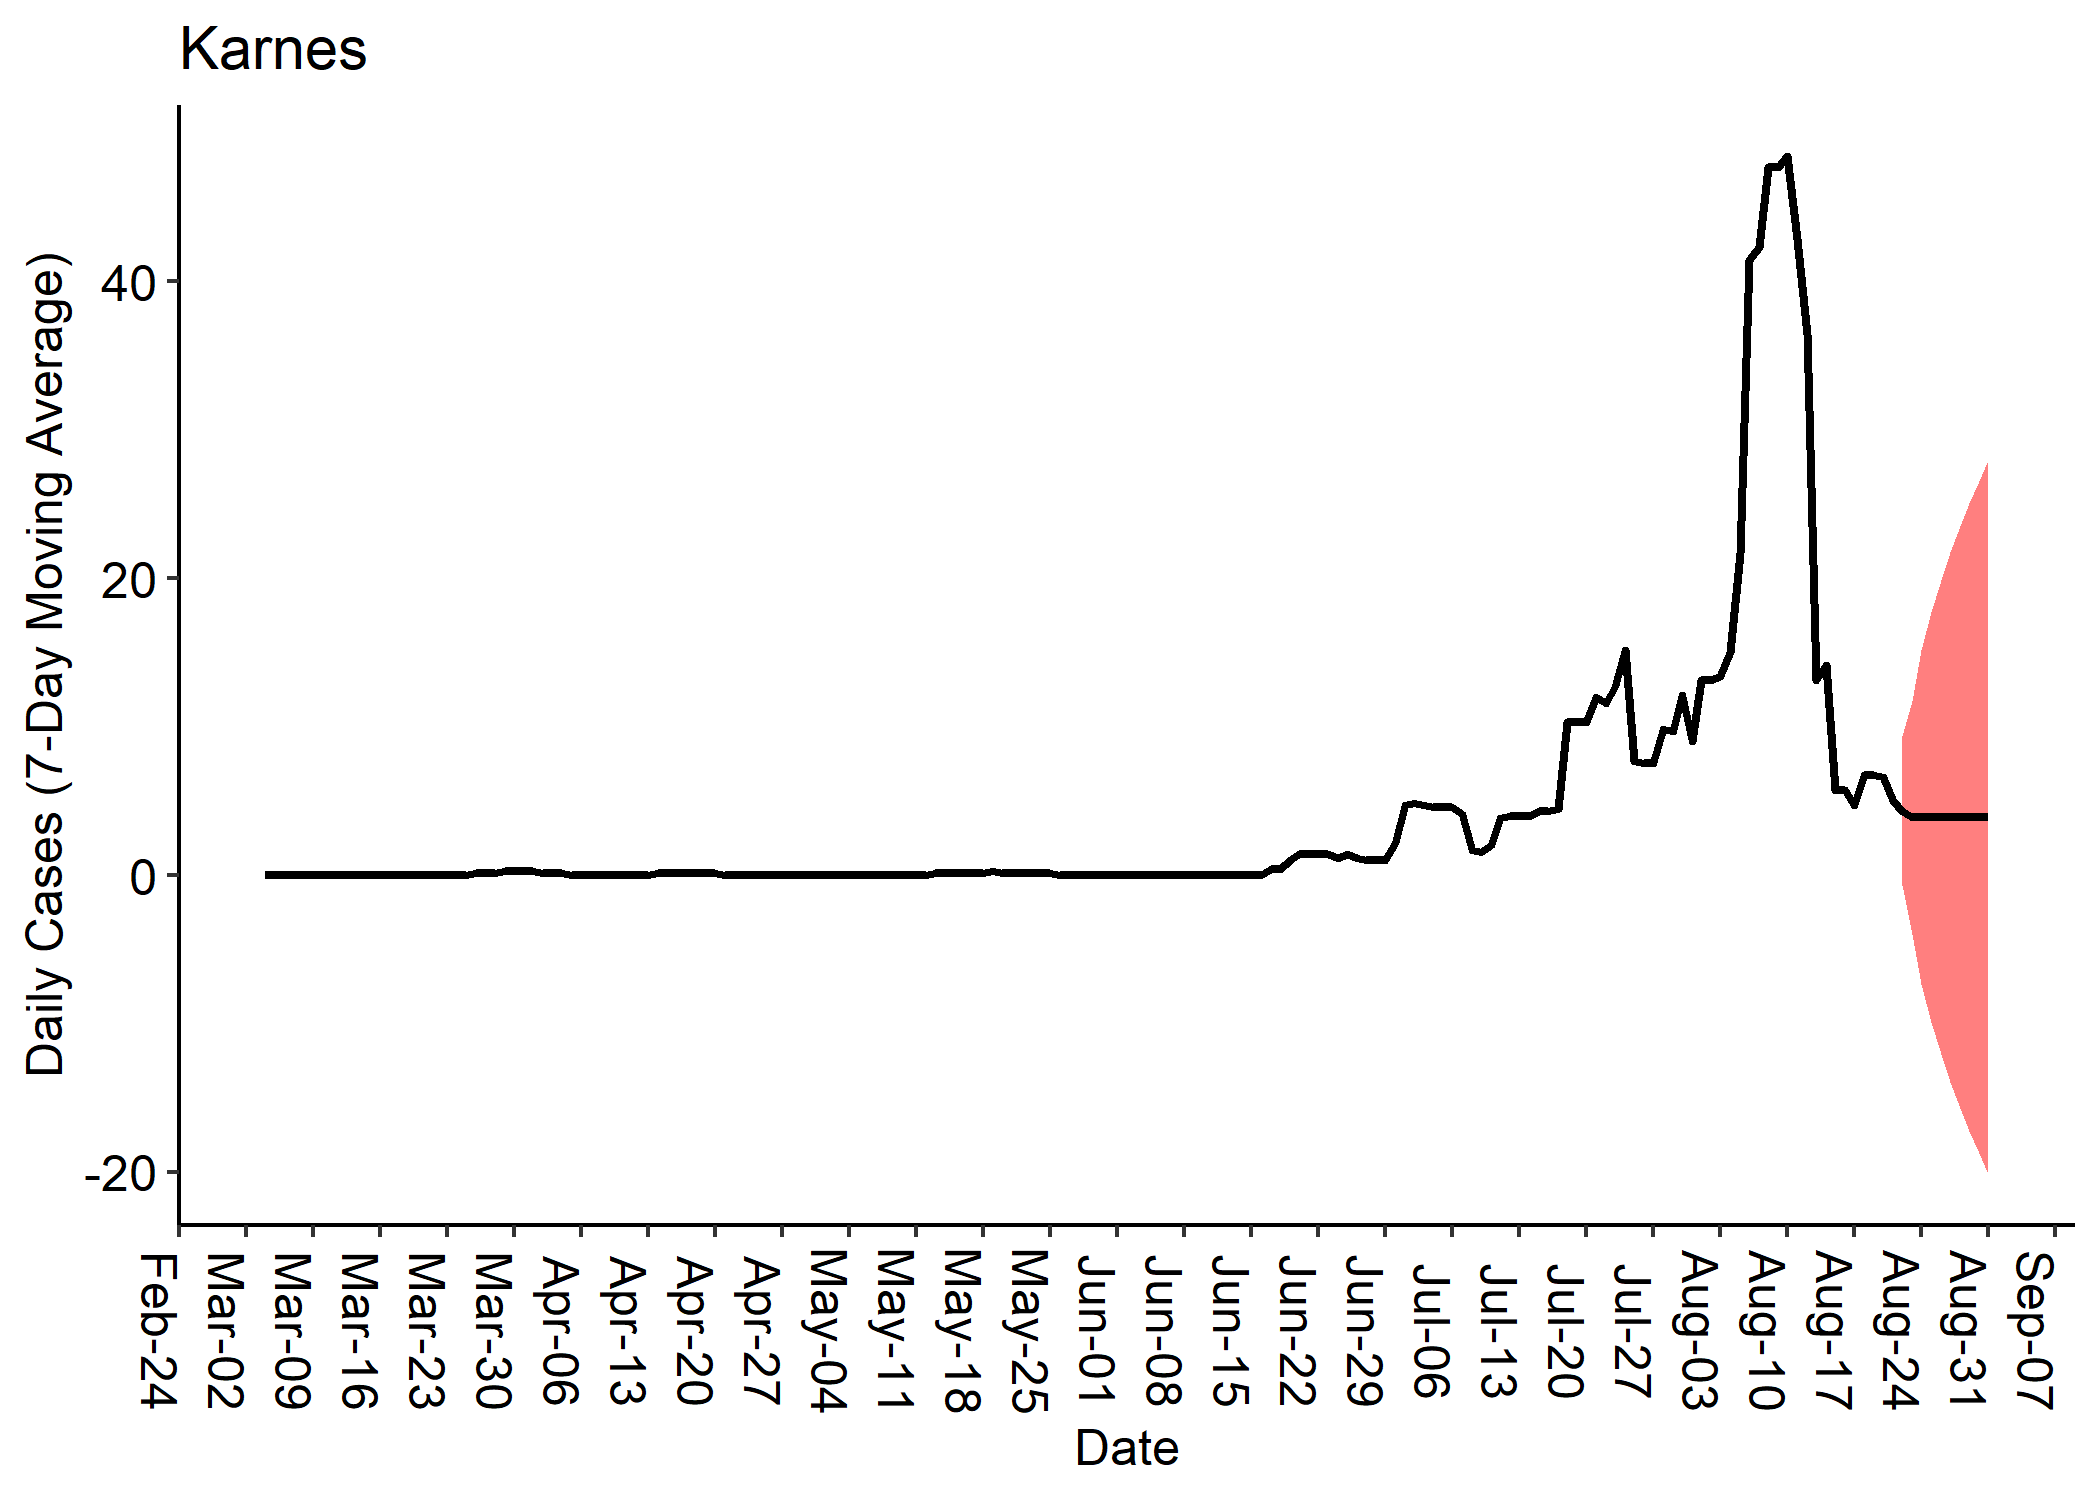 Karnes
Daily Cases (7-Day Moving Average)
40
20
0
-20
Feb-24
Mar-02
Mar-09
Mar-16
Mar-23
Mar-30
Apr-06
Apr-13
Apr-20
Apr-27
May-04
May-11
May-18
May-25
Jun-01
Jun-08
Jun-15
Jun-22
Jun-29
Jul-06
Jul-13
Jul-20
Jul-27
Aug-03
Aug-10
Aug-17
Aug-24
Aug-31
Sep-07
Date